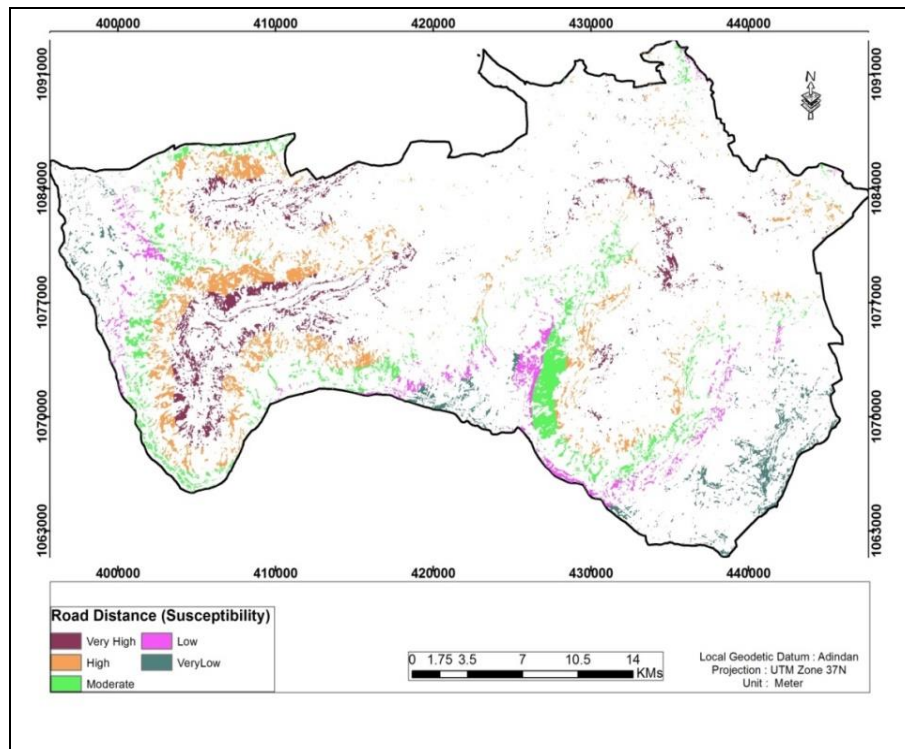 400000 410000 420000 430000 440000
N
1091000 1091000
1084000 1084000
1077000 1077000
1070000 1070000
1063000 1063000
400000 410000 420000 430000 440000
Road Distance (Susceptibility)
Very High Low
High VeryLow
Moderate
0 1.75 3.5 7 10.5 14
KMs
Local Geodetic Datum : Adindan
Projection : UTM Zone 37N
Unit : Meter